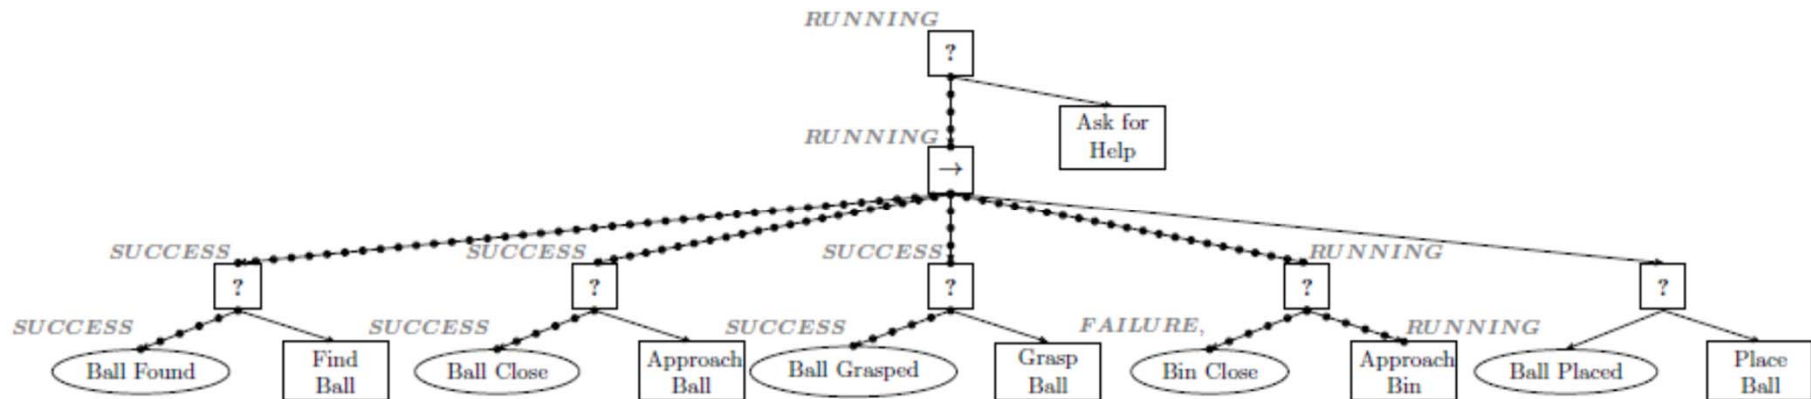 RUNNING
?
Ask for
Help
RUNNING
→
SUCCESS SUCCESS SUCCESS RUNNING
? ? ? ? ?
SUCCESS SUCCESS SUCCESS FAILURE, RUNNING
Ball Found
Find
Ball
Ball Close
Approach
Ball
Ball Grasped
Grasp
Ball
Bin Close
Approach
Bin
Ball Placed
Place
Ball